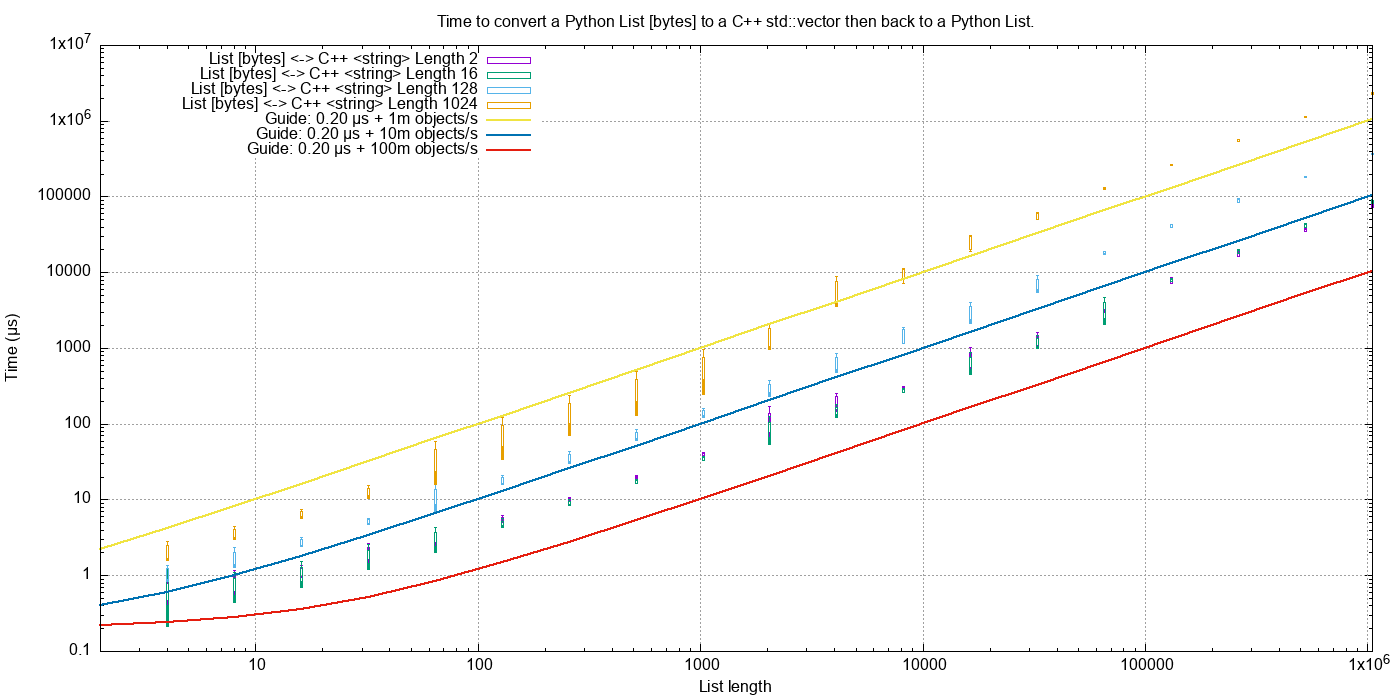 Time to convert a Python List [bytes] to a C++ std::vector then back to a Python List.
List [bytes] <-> C++ <string> Length 2
List [bytes] <-> C++ <string> Length 16
List [bytes] <-> C++ <string> Length 128
List [bytes] <-> C++ <string> Length 1024
Guide: 0.20 µs + 1m objects/s
Guide: 0.20 µs + 10m objects/s
Guide: 0.20 µs + 100m objects/s
1x10⁷
1x10⁶
100000
10000
1000
100
10
1
0.1
Time (µs)
10 100 1000 10000 100000 1x10⁶
List length